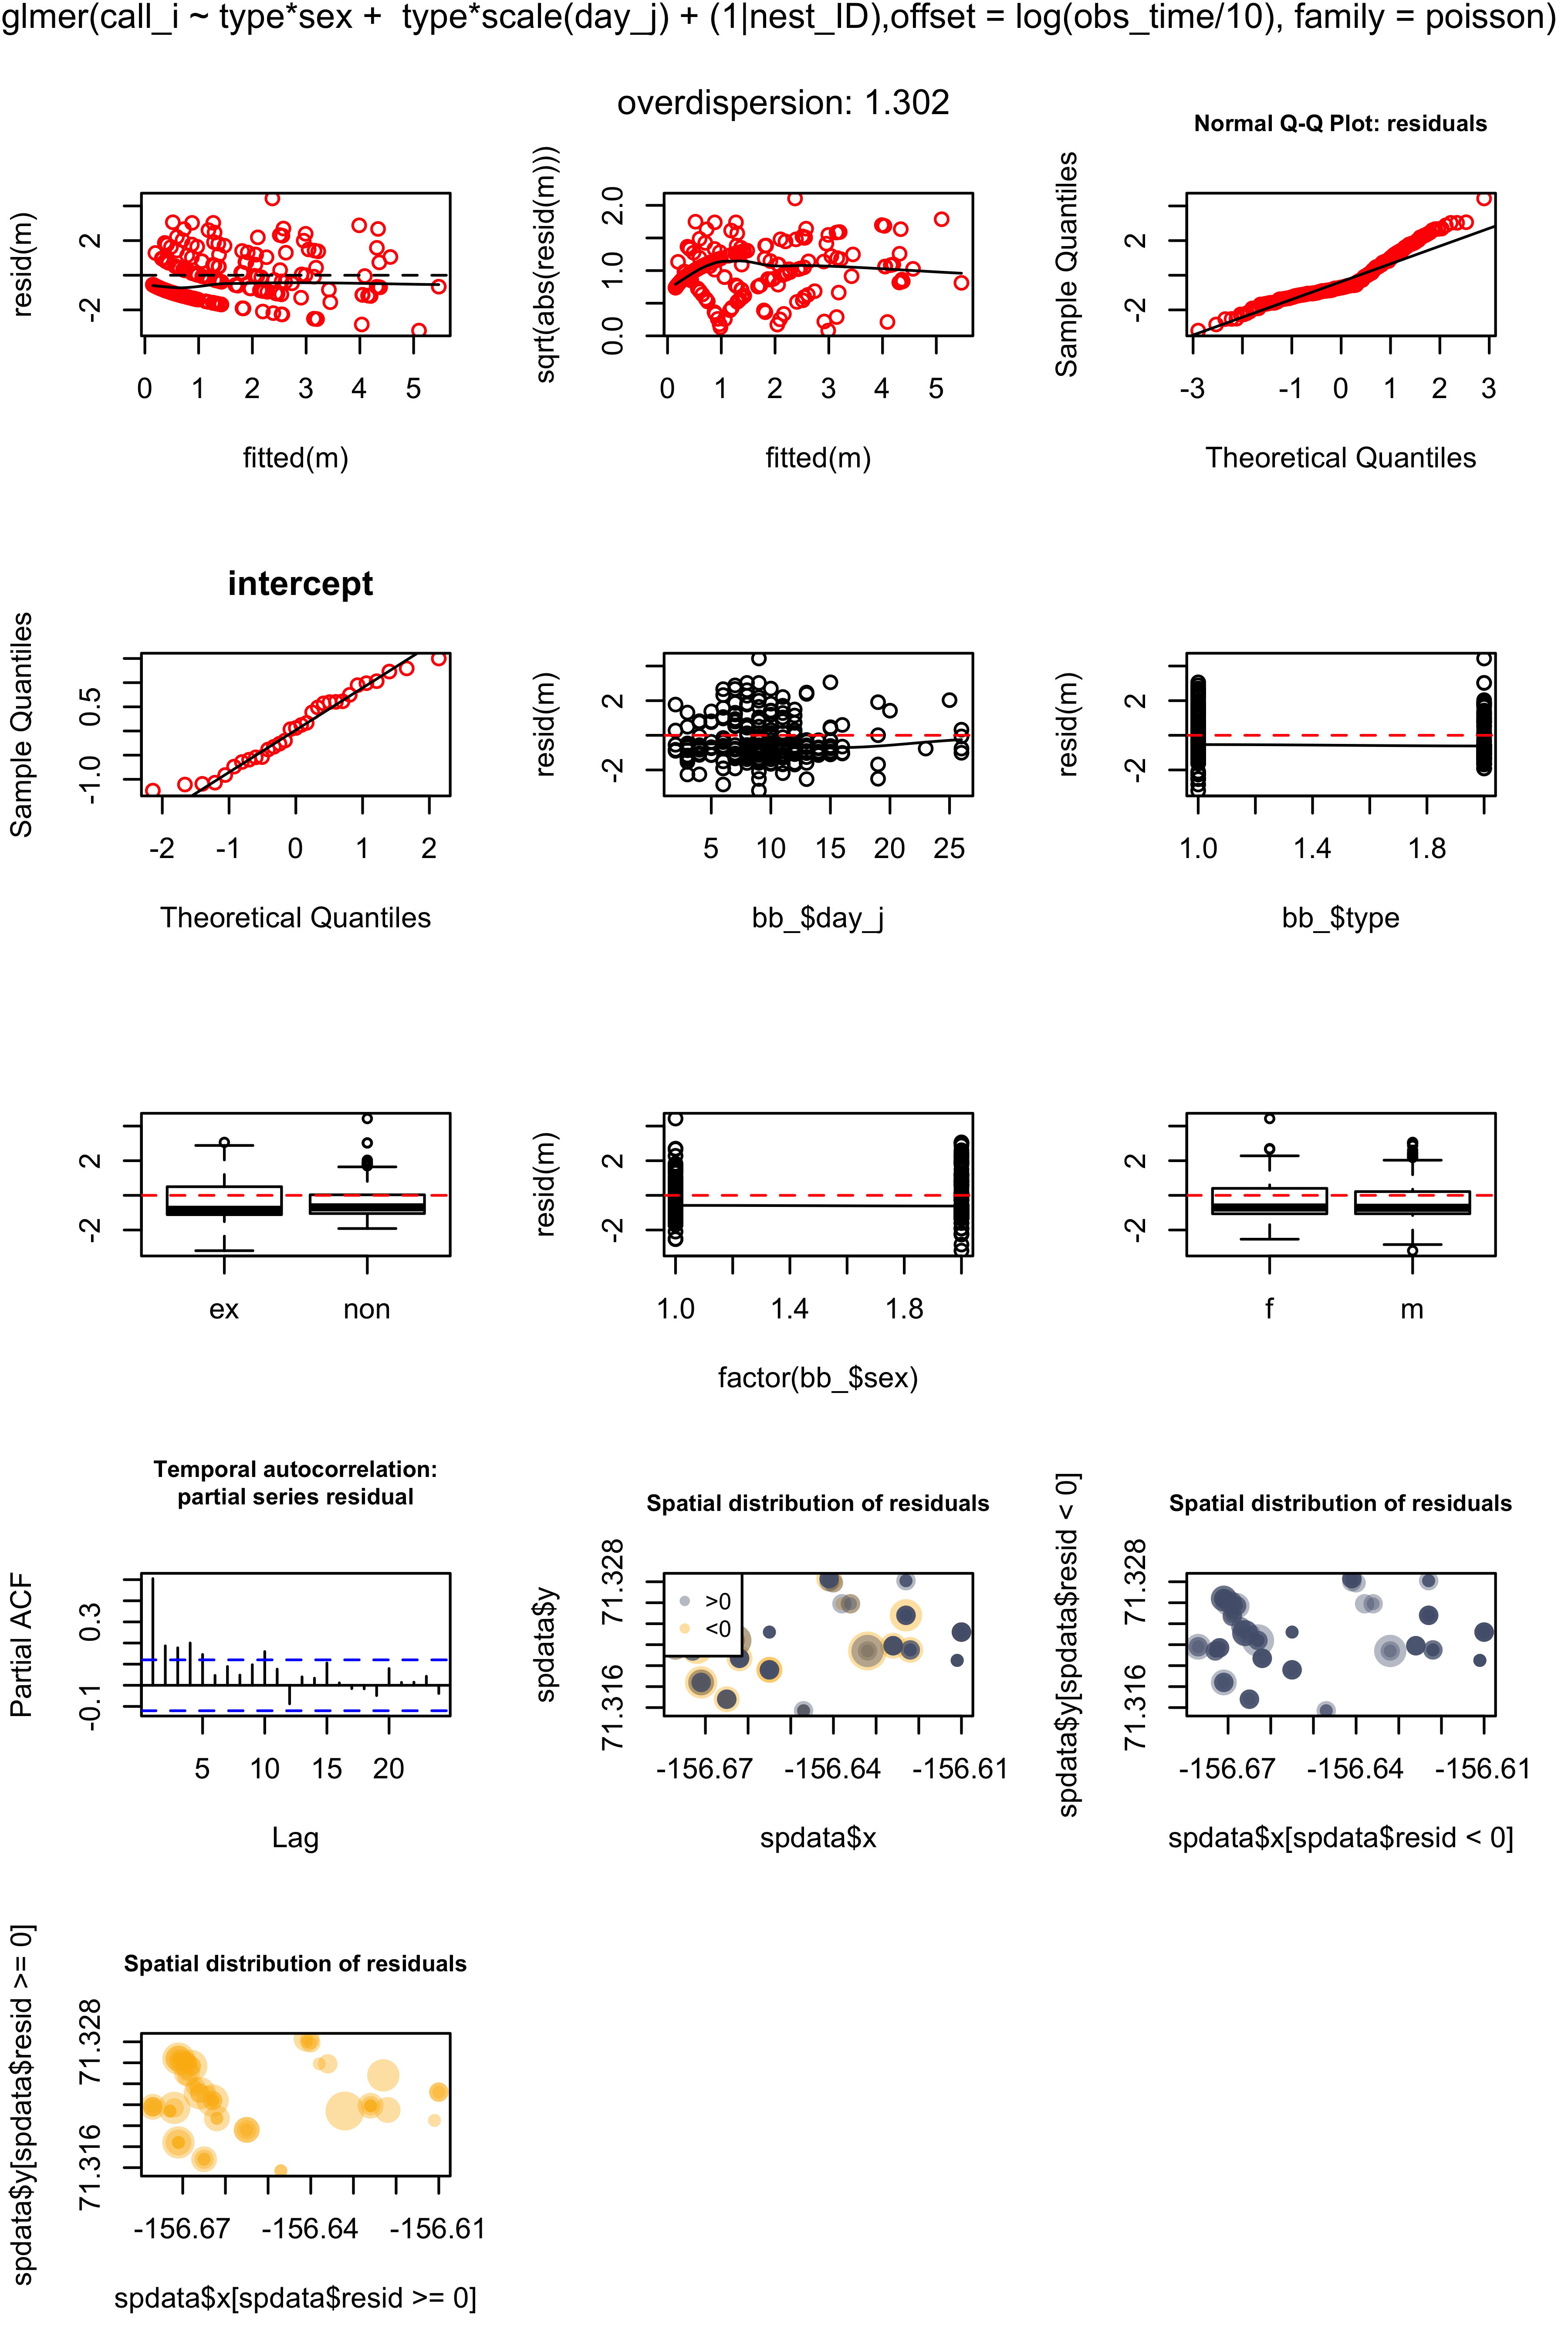 glmer(call_i ~ type*sex +  type*scale(day_j) + (1|nest_ID),offset = log(obs_time/10), family = poisson)
overdispersion: 1.302
resid(m)
2
-2
0 1 2 3 4 5
fitted(m)
sqrt(abs(resid(m)))
2.0
1.0
0.0
0 1 2 3 4 5
fitted(m)
Normal Q-Q Plot: residuals
Sample Quantiles
2
-2
-3 -1 0 1 2 3
Theoretical Quantiles
intercept
Sample Quantiles
0.5
-1.0
-2 -1 0 1 2
Theoretical Quantiles
resid(m)
2
-2
5 10 15 20 25
bb_$day_j
resid(m)
2
-2
1.0 1.4 1.8
bb_$type
2
-2
ex non
resid(m)
2
-2
1.0 1.4 1.8
factor(bb_$sex)
2
-2
f m
Temporal autocorrelation:
partial series residual
Partial ACF
0.3
-0.1
5 10 15 20
Lag
Spatial distribution of residuals
spdata$y
71.328
71.316
>0
<0
-156.67 -156.64 -156.61
spdata$x
Spatial distribution of residuals
spdata$y[spdata$resid < 0]
71.328
71.316
-156.67 -156.64 -156.61
spdata$x[spdata$resid < 0]
Spatial distribution of residuals
spdata$y[spdata$resid >= 0]
71.328
71.316
-156.67 -156.64 -156.61
spdata$x[spdata$resid >= 0]